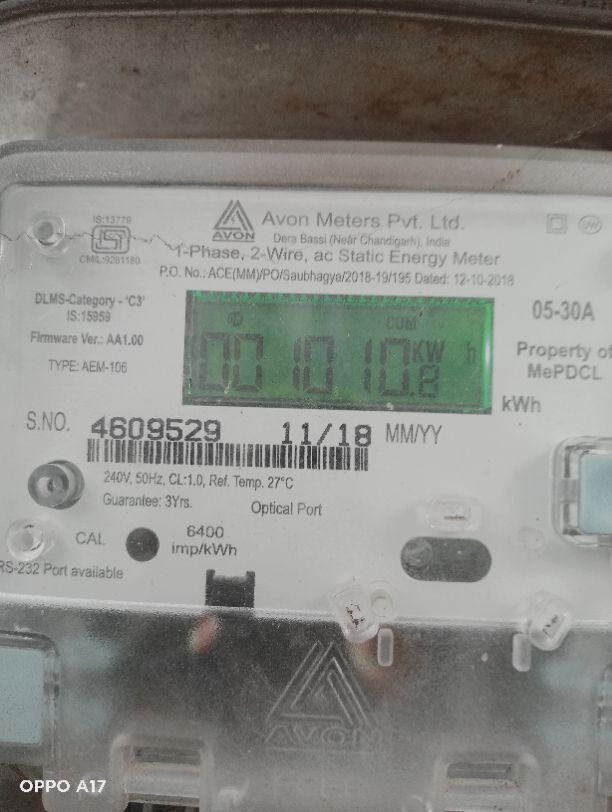 IS:13779
ISI
CM/L:9281180
AVON
Avon Meters Pvt. Ltd.
Dera Bassi (Near Chandigarh), India
1-Phase, 2-Wire, ac Static Energy Meter
P.O. No.: ACE(MM)/PO/Saubhagya/2018-19/195 Dated: 12-10-2018
DLMS-Category - 'C3'
IS:15959
Firmware Ver.: AA1.00
TYPE: AEM-106
CUM
001010.8 KW h
05-30A
Property of
MePDCL
kWh
S.NO. 4609529 11/18 MM/YY
240V, 50Hz, CL:1.0, Ref. Temp. 27°C
Guarantee: 3Yrs.
Optical Port
CAL
6400
imp/kWh
RS-232 Port available
AVON
OPPO A17